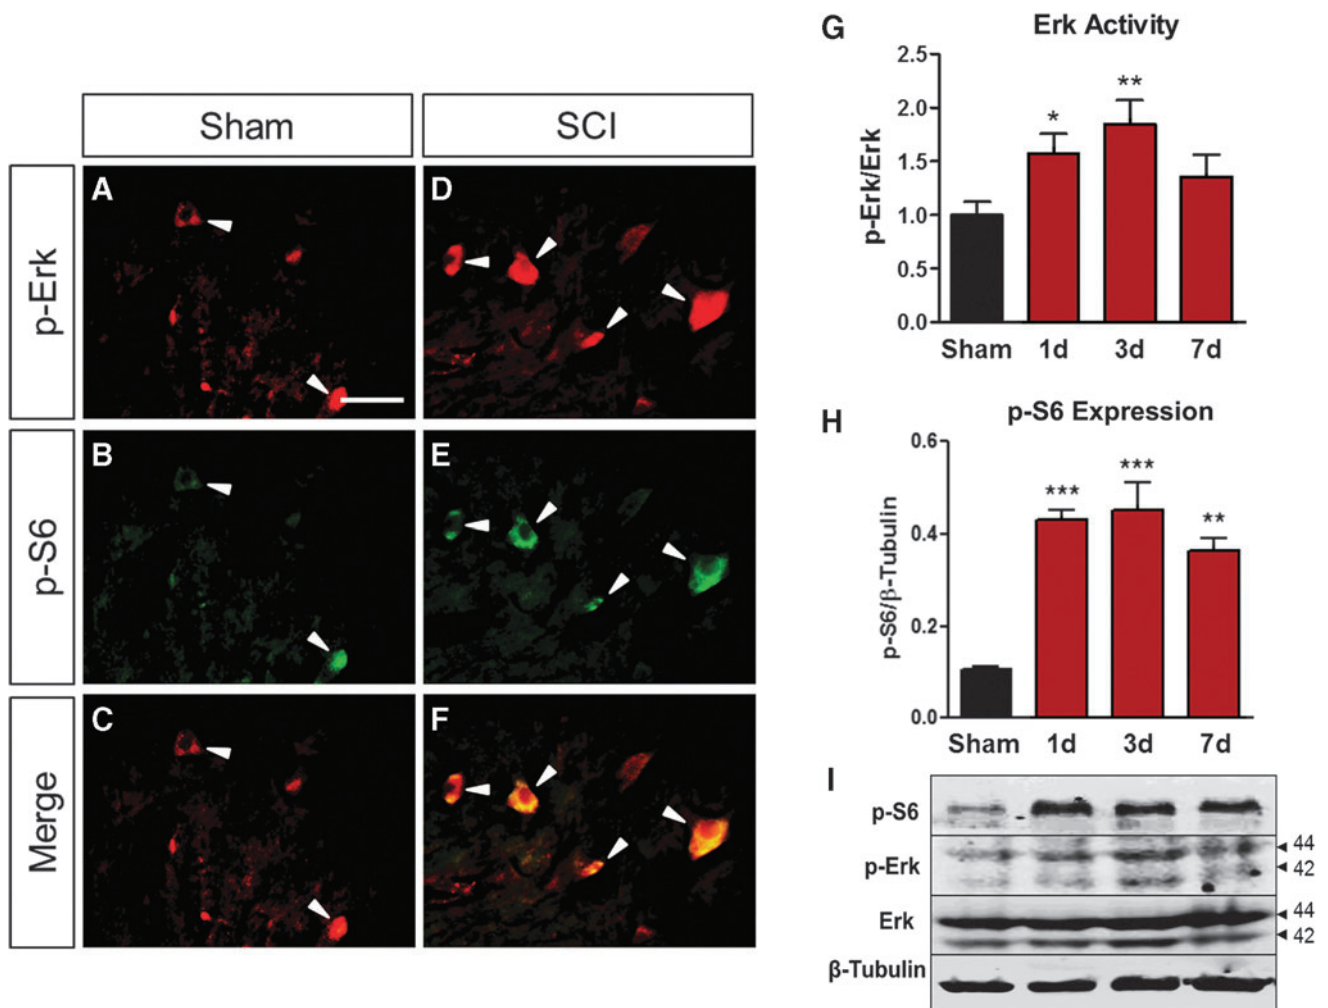 Sham
SCI
p-Erk
A
D
p-S6
B
E
Merge
C
F
G
Erk Activity
p-Erk/Erk
2.5
2.0
1.5
1.0
0.5
0.0
*
**
Sham 1d 3d 7d
H
p-S6 Expression
p-S6/β-Tubulin
0.6
0.4
0.2
0.0
***
***
**
Sham 1d 3d 7d
I
p-S6
p-Erk
44
42
Erk
44
42
β-Tubulin